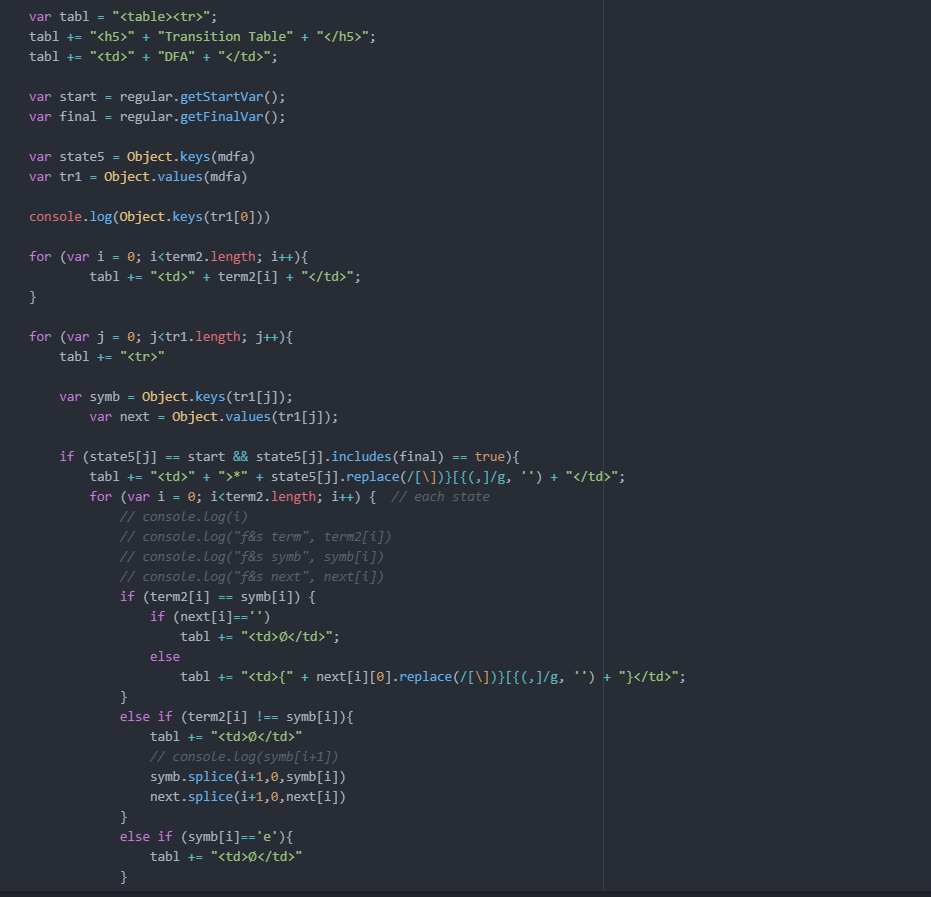 var tabl = "<table><tr>";
tabl += "<h5>" + "Transition Table" + "</h5>";
tabl += "<td>" + "DFA" + "</td>";
var start = regular.getStartVar();
var final = regular.getFinalVar();
var state5 = Object.keys(mdfa)
var tr1 = Object.values(mdfa)
console.log(Object.keys(tr1[0]))
for (var i = 0; i<term2.length; i++){
tabl += "<td>" + term2[i] + "</td>";
}
for (var j = 0; j<tr1.length; j++){
tabl += "<tr>"
var symb = Object.keys(tr1[j]);
var next = Object.values(tr1[j]);
if (state5[j] == start && state5[j].includes(final) == true){
tabl += "<td>" + ">*" + state5[j].replace(/[\])}[{(,]/g, '') + "</td>";
for (var i = 0; i<term2.length; i++) {  // each state
// console.log(i)
// console.log("f&s term", term2[i])
// console.log("f&s symb", symb[i])
// console.log("f&s next", next[i])
if (term2[i] == symb[i]) {
if (next[i]=='')
tabl += "<td>Ø</td>";
else
tabl += "<td>{" + next[i][0].replace(/[\])}[{(,]/g, '') + "}</td>";
}
else if (term2[i] !== symb[i]){
tabl += "<td>Ø</td>"
// console.log(symb[i+1])
symb.splice(i+1,0,symb[i])
next.splice(i+1,0,next[i])
}
else if (symb[i]=='e'){
tabl += "<td>Ø</td>"
}